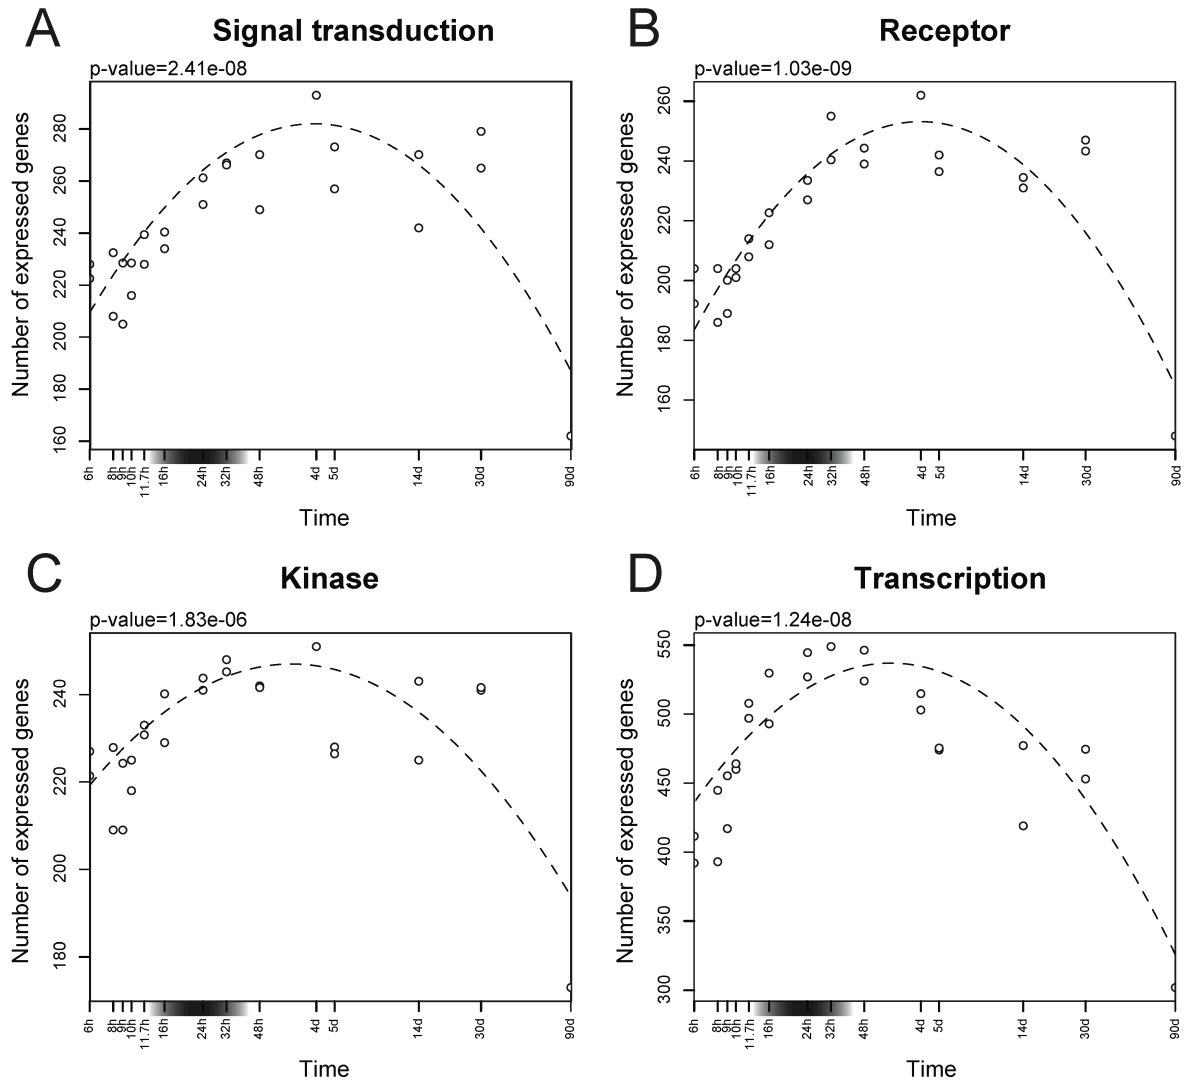 A
Signal transduction
p-value=2.41e-08
Number of expressed genes
280
260
240
220
200
180
160
6h 8h 9h 10h 11.7h 16h 24h 32h 48h 4d 5d 14d 30d 90d
Time
B
Receptor
p-value=1.03e-09
Number of expressed genes
260
240
220
200
180
160
6h 8h 9h 10h 11.7h 16h 24h 32h 48h 4d 5d 14d 30d 90d
Time
C
Kinase
p-value=1.83e-06
Number of expressed genes
240
220
200
180
6h 8h 9h 10h 11.7h 16h 24h 32h 48h 4d 5d 14d 30d 90d
Time
D
Transcription
p-value=1.24e-08
Number of expressed genes
550
500
450
400
350
300
6h 8h 9h 10h 11.7h 16h 24h 32h 48h 4d 5d 14d 30d 90d
Time